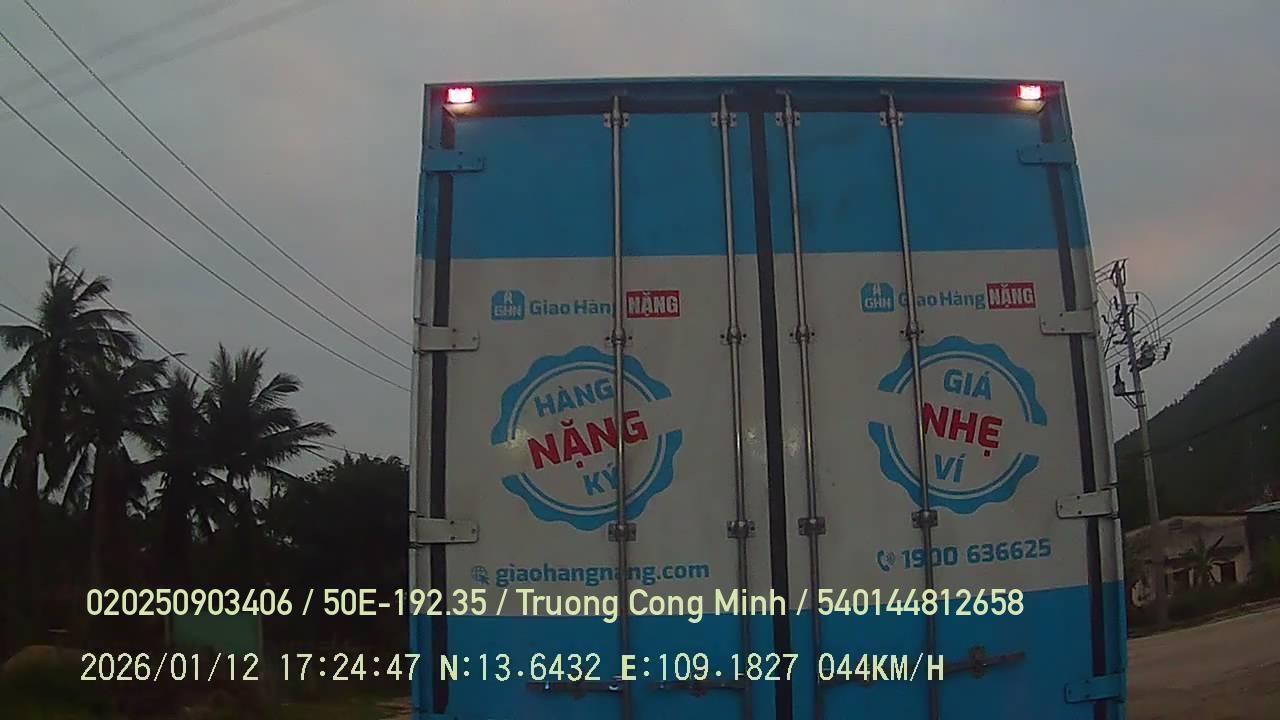 GHN Giao Hàng NẶNG
GHN Giao Hàng NẶNG
HÀNG
NẶNG
KÝ
GIÁ
NHẸ
VÍ
1900 636625
giaohangnang.com
020250903406 / 50E-192.35 / Truong Cong Minh / 540144812658
2026/01/12 17:24:47 N:13.6432 E:109.1827 044KM/H